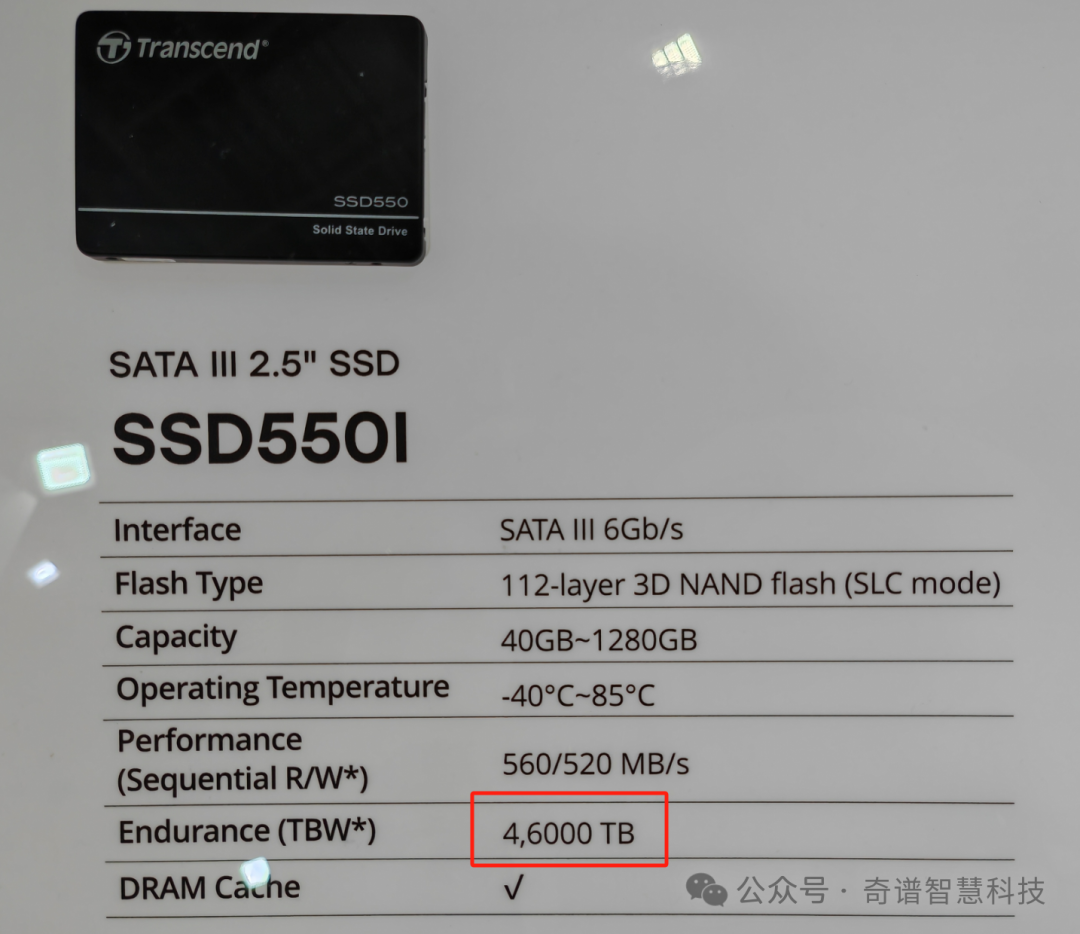 Transcend®
SSD550
Solid State Drive
SATA III 2.5" SSD
SSD550I
Interface SATA III 6Gb/s
Flash Type 112-layer 3D NAND flash (SLC mode)
Capacity 40GB~1280GB
Operating Temperature -40°C~85°C
Performance
(Sequential R/W*) 560/520 MB/s
Endurance (TBW*) 4,6000 TB
DRAM Cache √
公众号 · 奇谱智慧科技